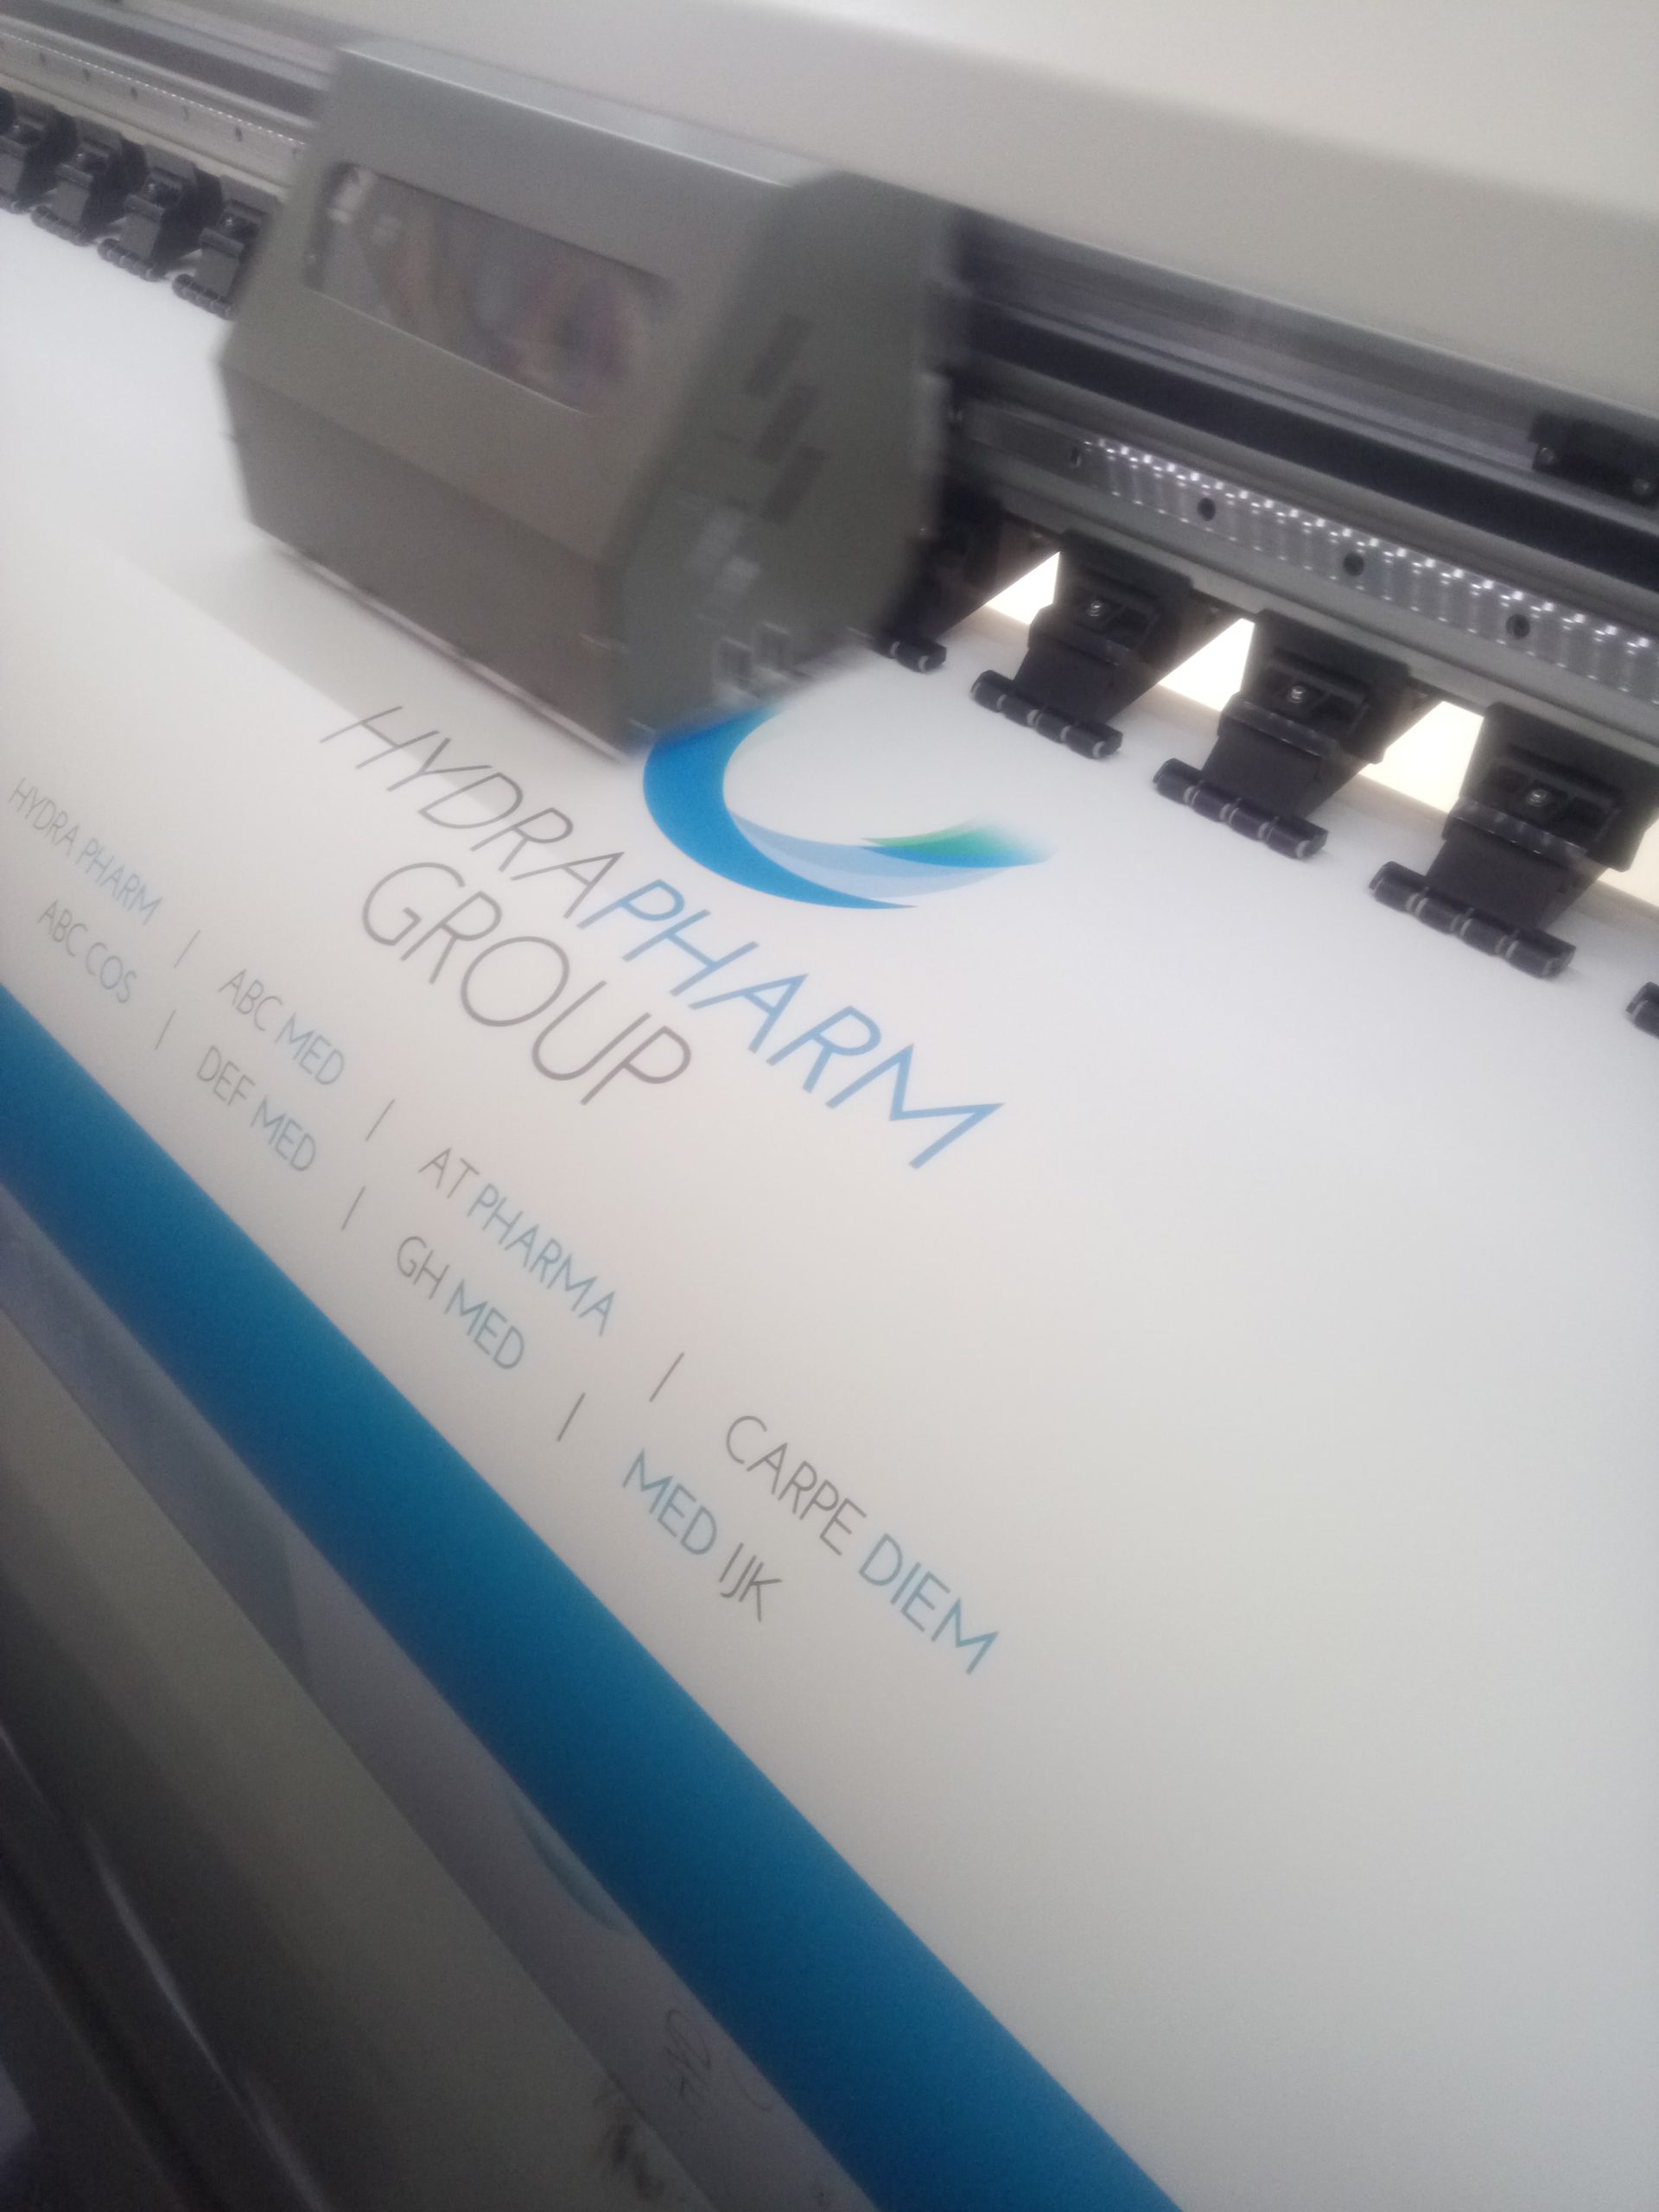 HYDRAPHARM
GROUP
HYDRA PHARM | ABC MED | AT PHARMA | CARPE DIEM
ABC COS | DEF MED | GH MED | MED IJK